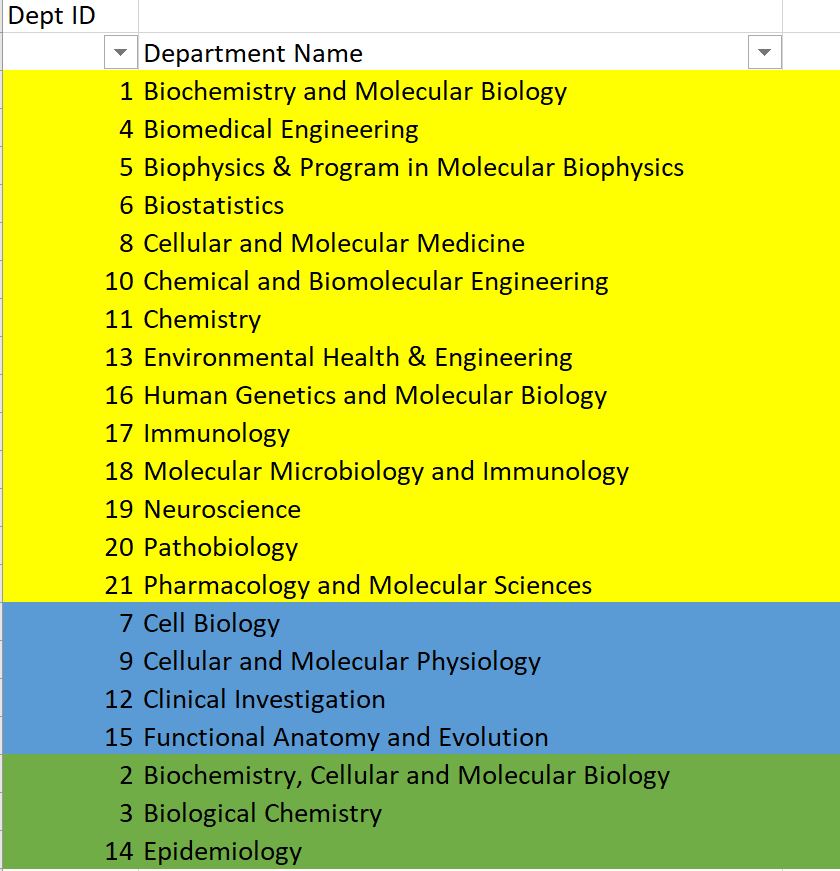 Dept ID
Department Name
1 Biochemistry and Molecular Biology
4 Biomedical Engineering
5 Biophysics & Program in Molecular Biophysics
6 Biostatistics
8 Cellular and Molecular Medicine
10 Chemical and Biomolecular Engineering
11 Chemistry
13 Environmental Health & Engineering
16 Human Genetics and Molecular Biology
17 Immunology
18 Molecular Microbiology and Immunology
19 Neuroscience
20 Pathobiology
21 Pharmacology and Molecular Sciences
7 Cell Biology
9 Cellular and Molecular Physiology
12 Clinical Investigation
15 Functional Anatomy and Evolution
2 Biochemistry, Cellular and Molecular Biology
3 Biological Chemistry
14 Epidemiology